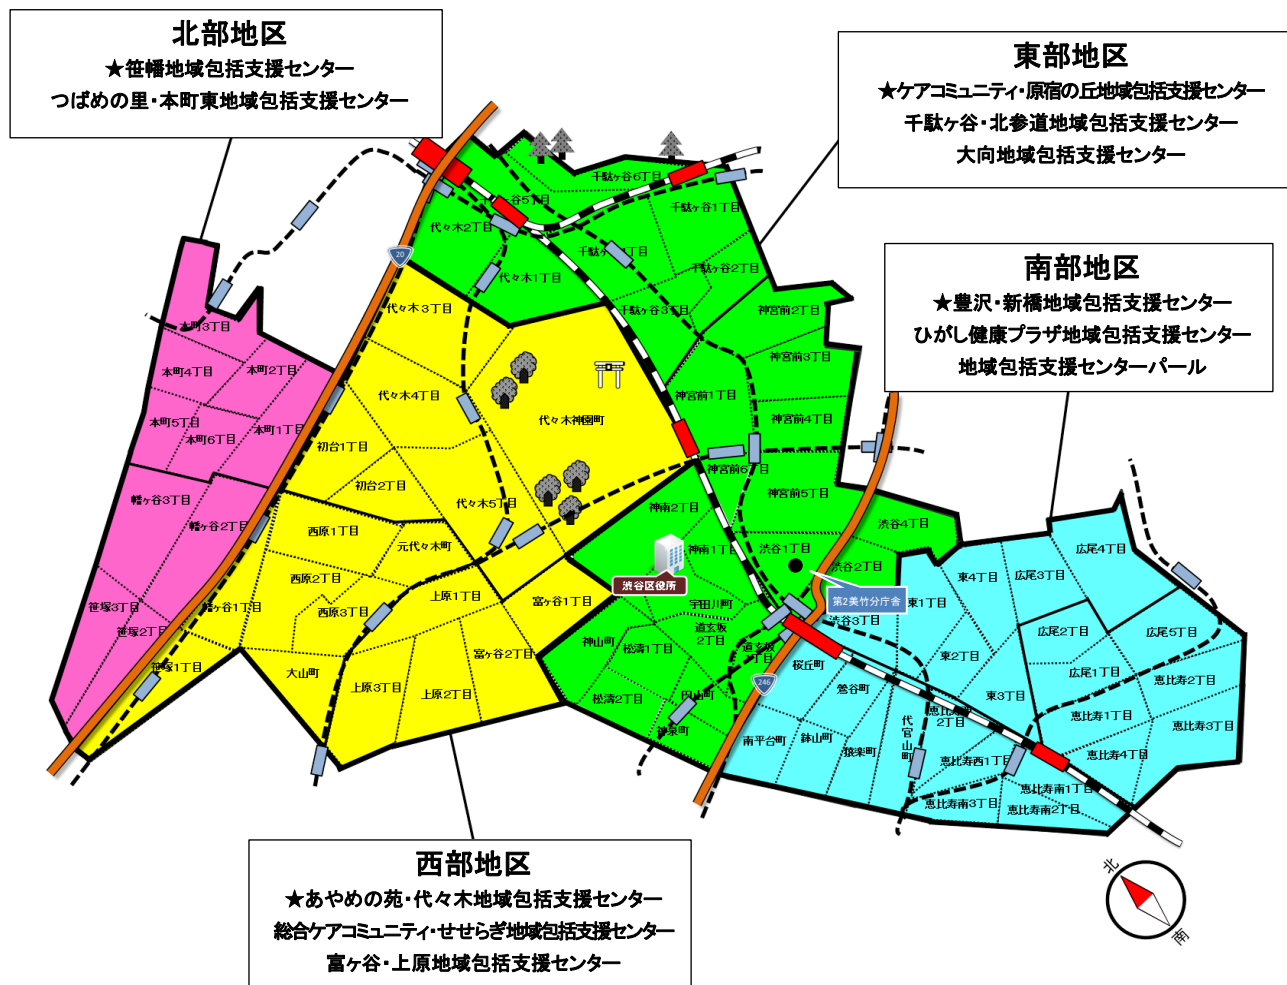 北部地区
★笹幡地域包括支援センター
つばめの里・本町東地域包括支援センター
東部地区
★ケアコミュニティ・原宿の丘地域包括支援センター
千駄ヶ谷・北参道地域包括支援センター
大向地域包括支援センター
南部地区
★豊沢・新橋地域包括支援センター
ひがし健康プラザ地域包括支援センター
地域包括支援センターパール
西部地区
★あやめの苑・代々木地域包括支援センター
総合ケアコミュニティ・せせらぎ地域包括支援センター
富ヶ谷・上原地域包括支援センター
千駄ヶ谷6丁目
ヶ谷5丁目
千駄ヶ谷1丁目
代々木2丁目
千駄ヶ
1丁目
千駄ヶ谷2丁目
代々木1丁目
20
代々木3丁目
千駄ヶ谷3丁目
神宮前2丁目
本町3丁目
神宮前3丁目
本町4丁目
本町2丁目
代々木4丁目
神宮前1丁目
代々木神園町
神宮前4丁目
本町5丁目
本町6丁目
本町1丁目
初台1丁目
神宮前6丁目
初台2丁目
神宮前5丁目
幡ヶ谷3丁目
代々木5丁目
神南2丁目
幡ヶ谷2丁目
西原1丁目
渋谷4丁目
元代々木町
神南1丁
渋谷1丁目
渋谷2丁目
広尾4丁目
渋谷区役所
西原2丁目
東4丁目
広尾3丁目
第2美竹分庁舎
上原1丁目
富ヶ谷1丁目
宇田川町
東1丁目
笹塚3丁目
幡ヶ谷1丁目
西原3丁目
渋谷3丁目
笹塚2丁目
神山町
松濤1丁目
道玄坂
2丁目
広尾2丁目
広尾5丁目
笹塚1丁目
大山町
富ヶ谷2丁目
道玄坂
丁目
桜丘町
東2丁目
広尾1丁目
恵比寿2丁目
上原3丁目
上原2丁目
松濤2丁目
円山町
246
鶯谷町
東3丁目
恵比寿
2丁目
恵比寿1丁目
恵比寿3丁目
神泉町
南平台町
鉢山町
猿楽町
代官山町
恵比寿西1丁目
恵比寿4丁目
恵比寿南1丁目
恵比寿南3丁目
恵比寿南2丁目
北
南